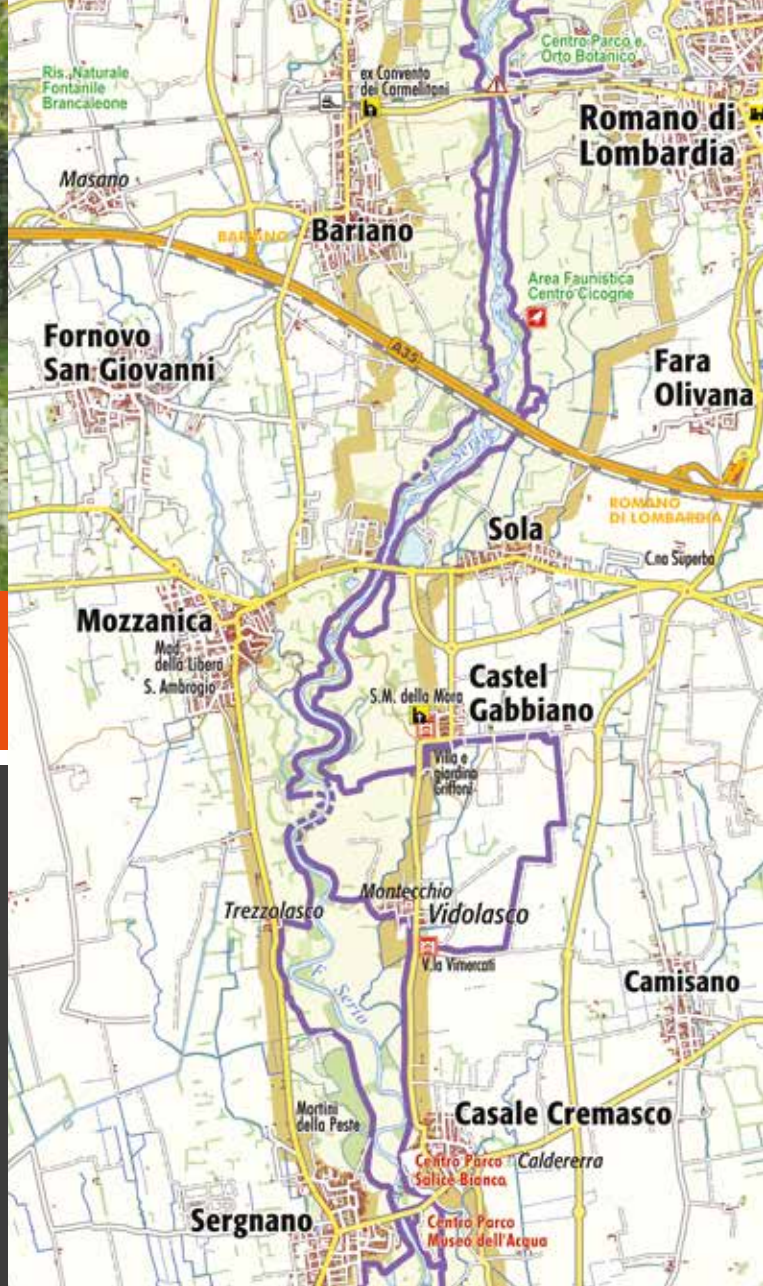 Centro Parco e
Orto Botanico
Ris. Naturale
Fontanile
Brancaleone
ex Convento
dei Carmelitani
Romano di
Lombardia
Masano
BARIANO
Bariano
Area Faunistica
Centro Cicogne
Fornovo
San Giovanni
A35
Fara
Olivana
Serio
ROMANO
DI LOMBARDIA
Sola
C.na Superba
Mozzanica
Mad.
della Libera
S. Ambrogio
S.M. della Mora
Castel
Gabbiano
Villa e
giardino
Griffoni
Montecchio
Trezzolasco
Vidolasco
V.la Vimercati
F. Serio
Camisano
Mortini
della Peste
Casale Cremasco
Centro Parco
Salice Bianco
Caldererra
Sergnano
Centro Parco
Museo dell'Acqua